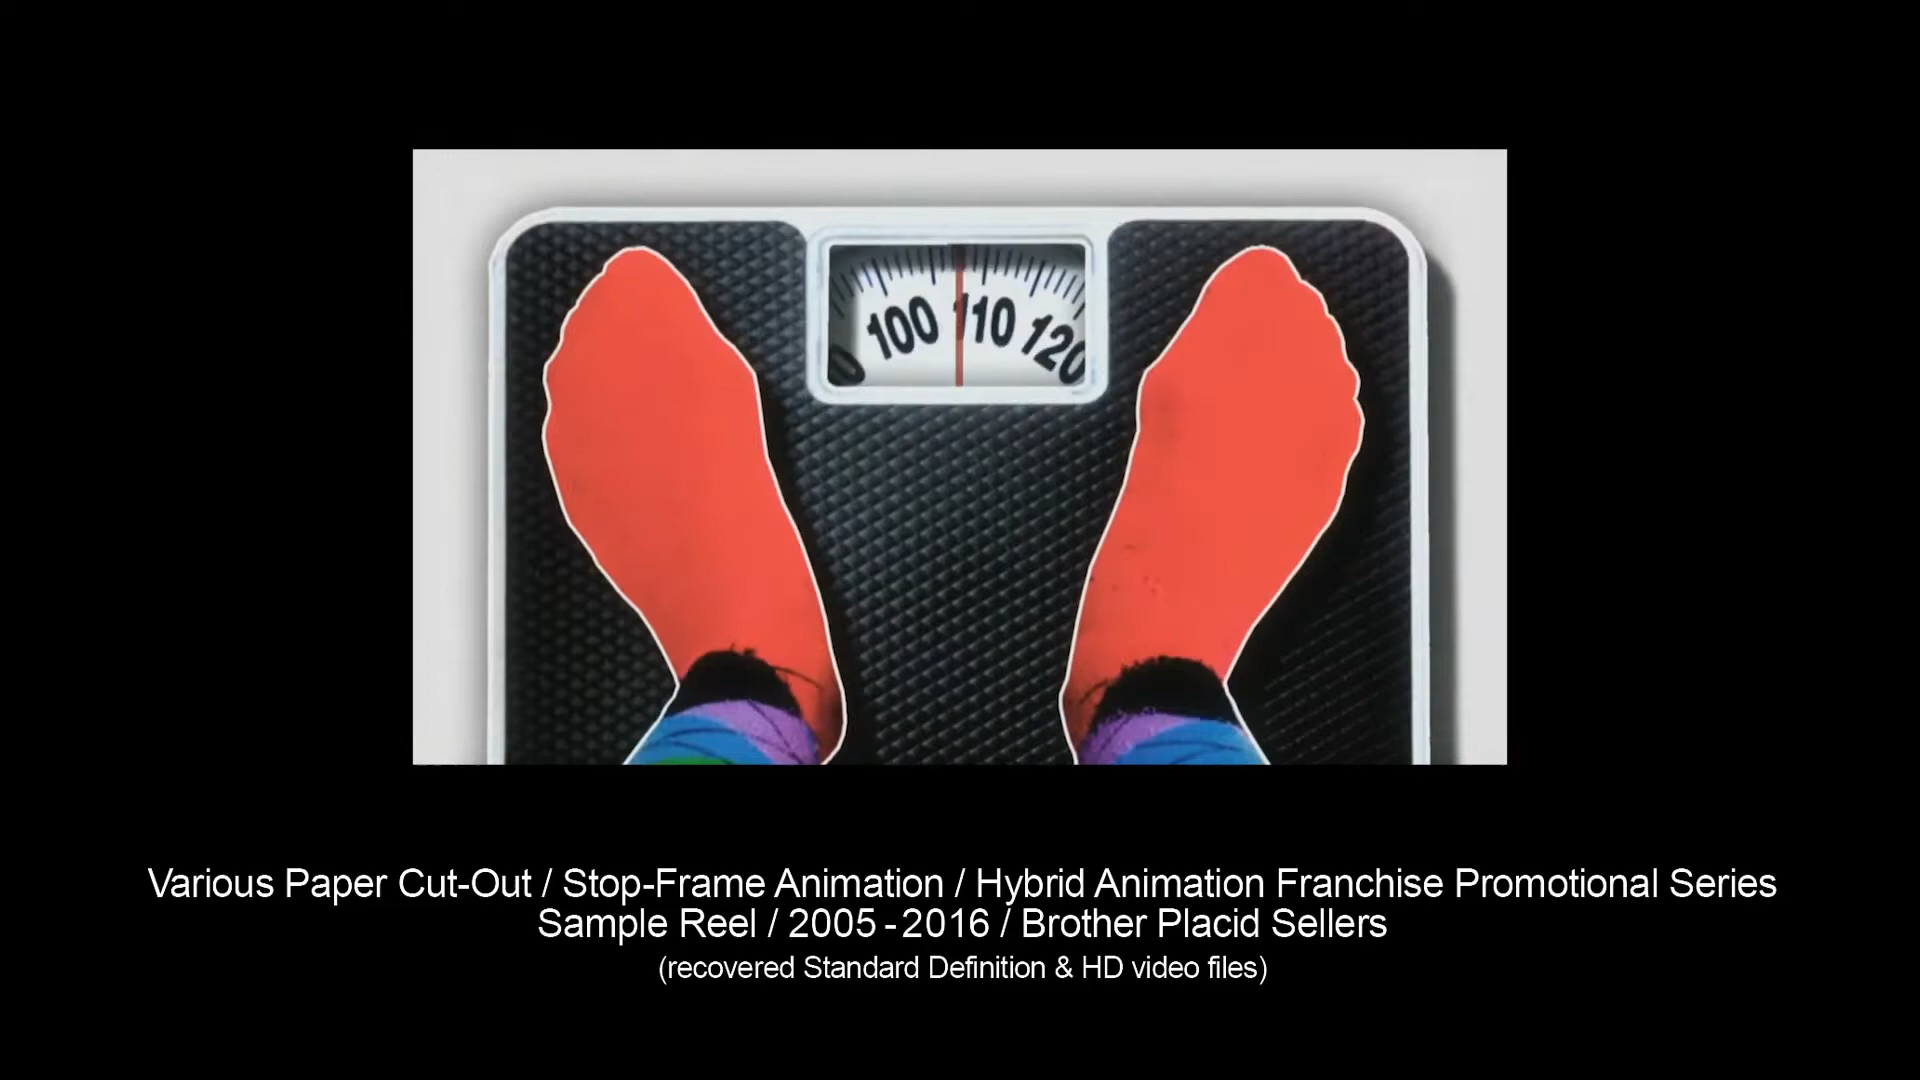 100 110 120
Various Paper Cut-Out / Stop-Frame Animation / Hybrid Animation Franchise Promotional Series
Sample Reel / 2005 - 2016 / Brother Placid Sellers
(recovered Standard Definition & HD video files)